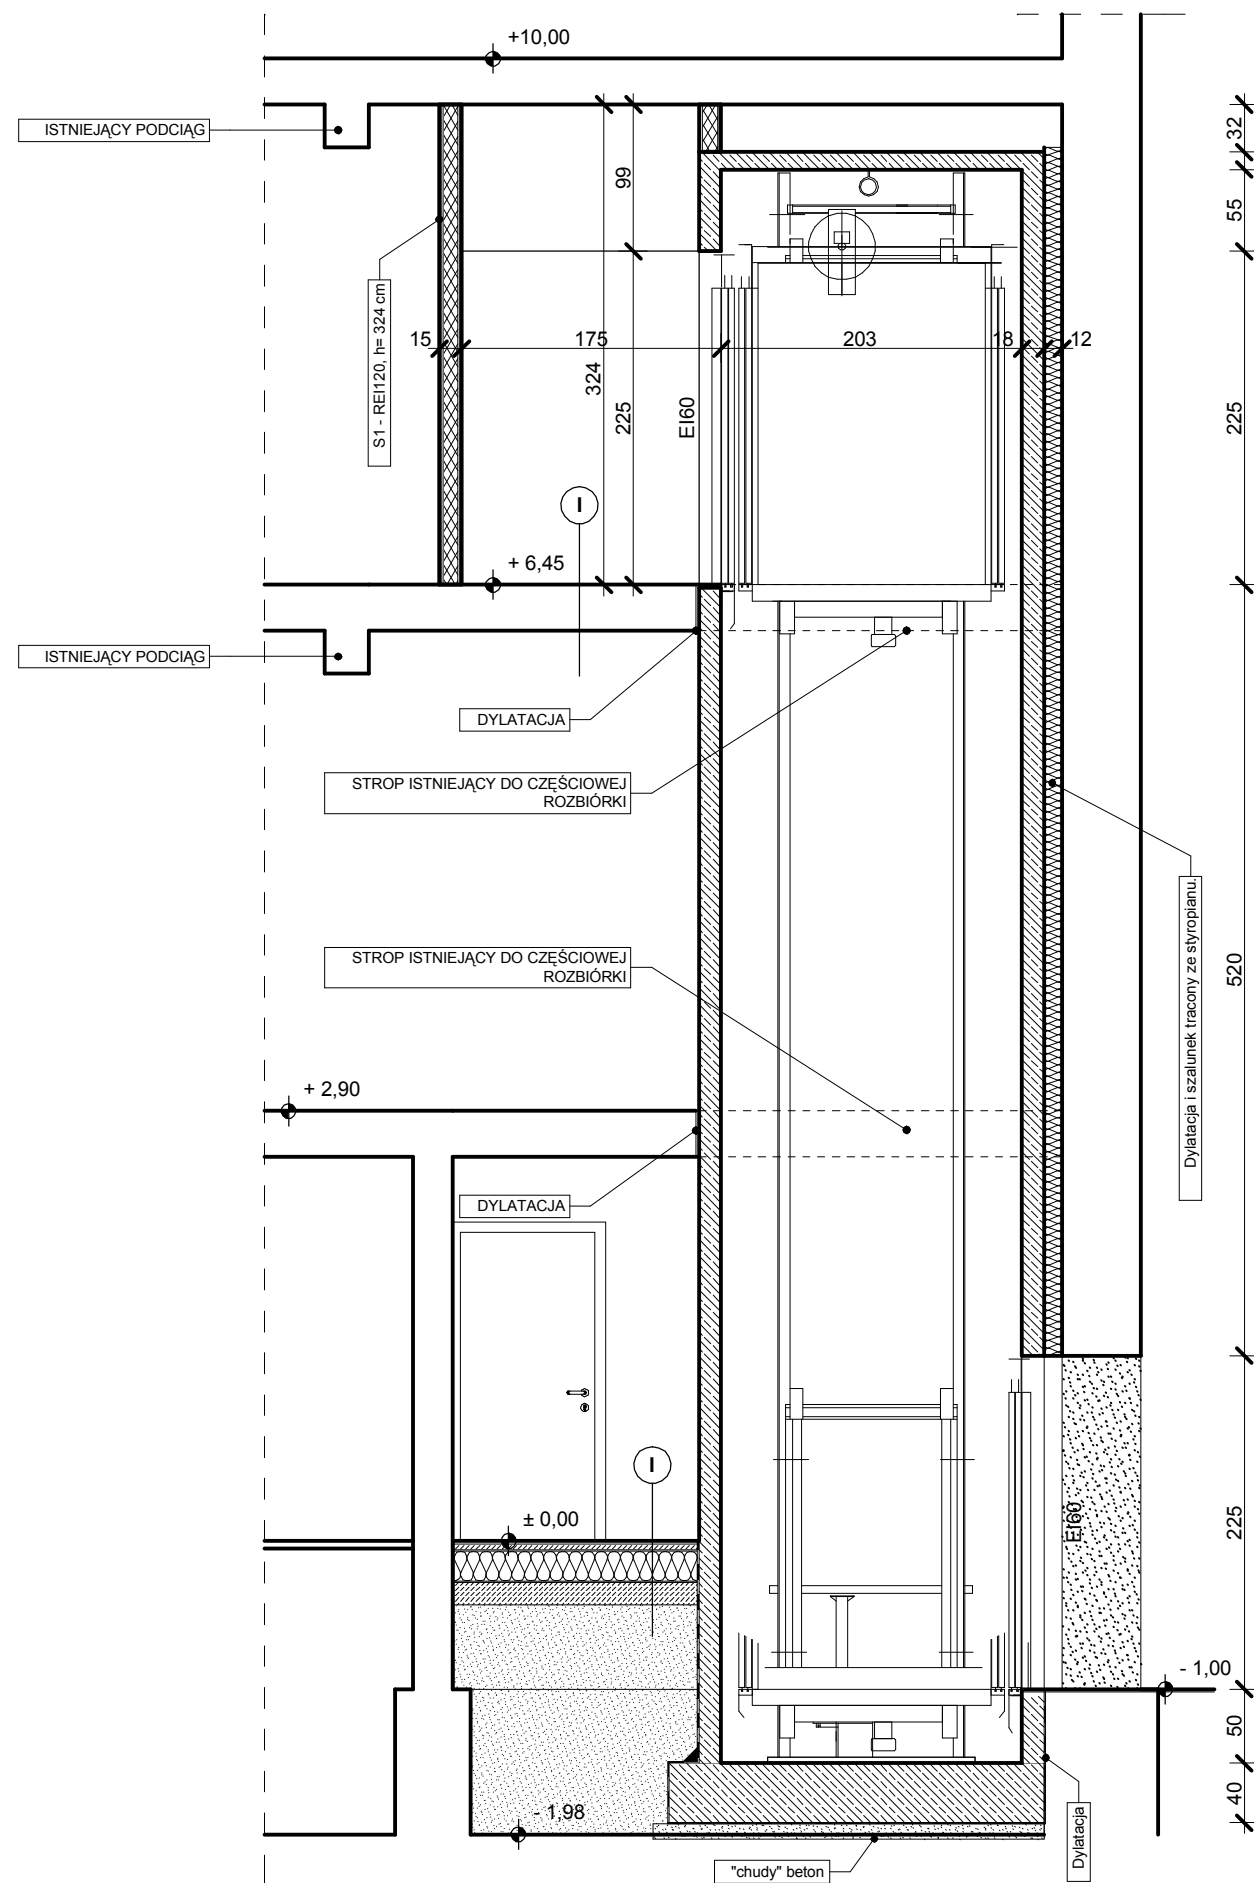 +10,00
ISTNIEJĄCY PODCIĄG
32
99
55
S1 - REI120, h= 324 cm
15
175
203
18
12
324
225
EI60
225
I
+ 6,45
ISTNIEJĄCY PODCIĄG
DYLATACJA
STROP ISTNIEJĄCY DO CZĘŚCIOWEJ
ROZBIÓRKI
STROP ISTNIEJĄCY DO CZĘŚCIOWEJ
ROZBIÓRKI
520
Dylatacja i szalunek tracony ze styropianu.
+ 2,90
DYLATACJA
I
± 0,00
EI60
225
- 1,00
50
40
- 1,98
Dylatacja
"chudy" beton